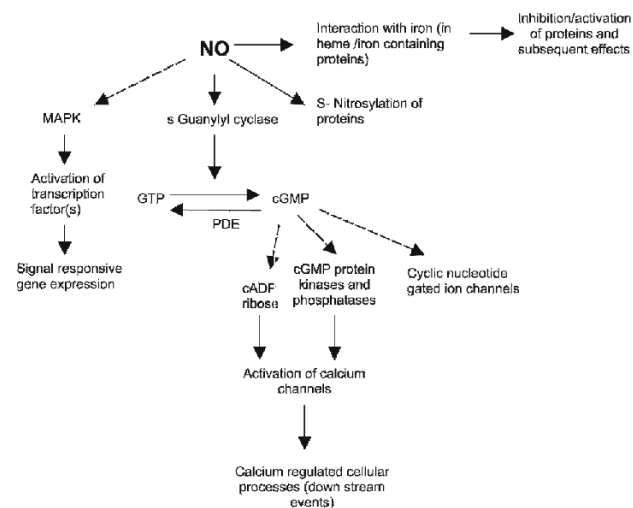 NO
Interaction with iron (in
heme /iron containing
proteins)
Inhibition/activation
of proteins and
subsequent effects
MAPK
s Guanylyl cyclase
S- Nitrosylation of
proteins
Activation of
transcription
factor(s)
GTP
cGMP
PDE
Signal responsive
gene expression
cADP
ribose
cGMP protein
kinases and
phosphatases
Cyclic nucleotide
gated ion channels
Activation of calcium
channels
Calcium regulated cellular
processes (down stream
events)